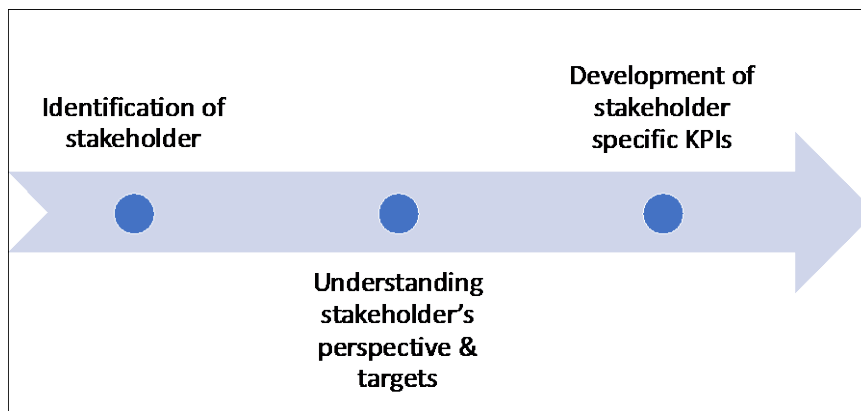 Identification of
stakeholder
Understanding
stakeholder's
perspective &
targets
Development of
stakeholder
specific KPIs